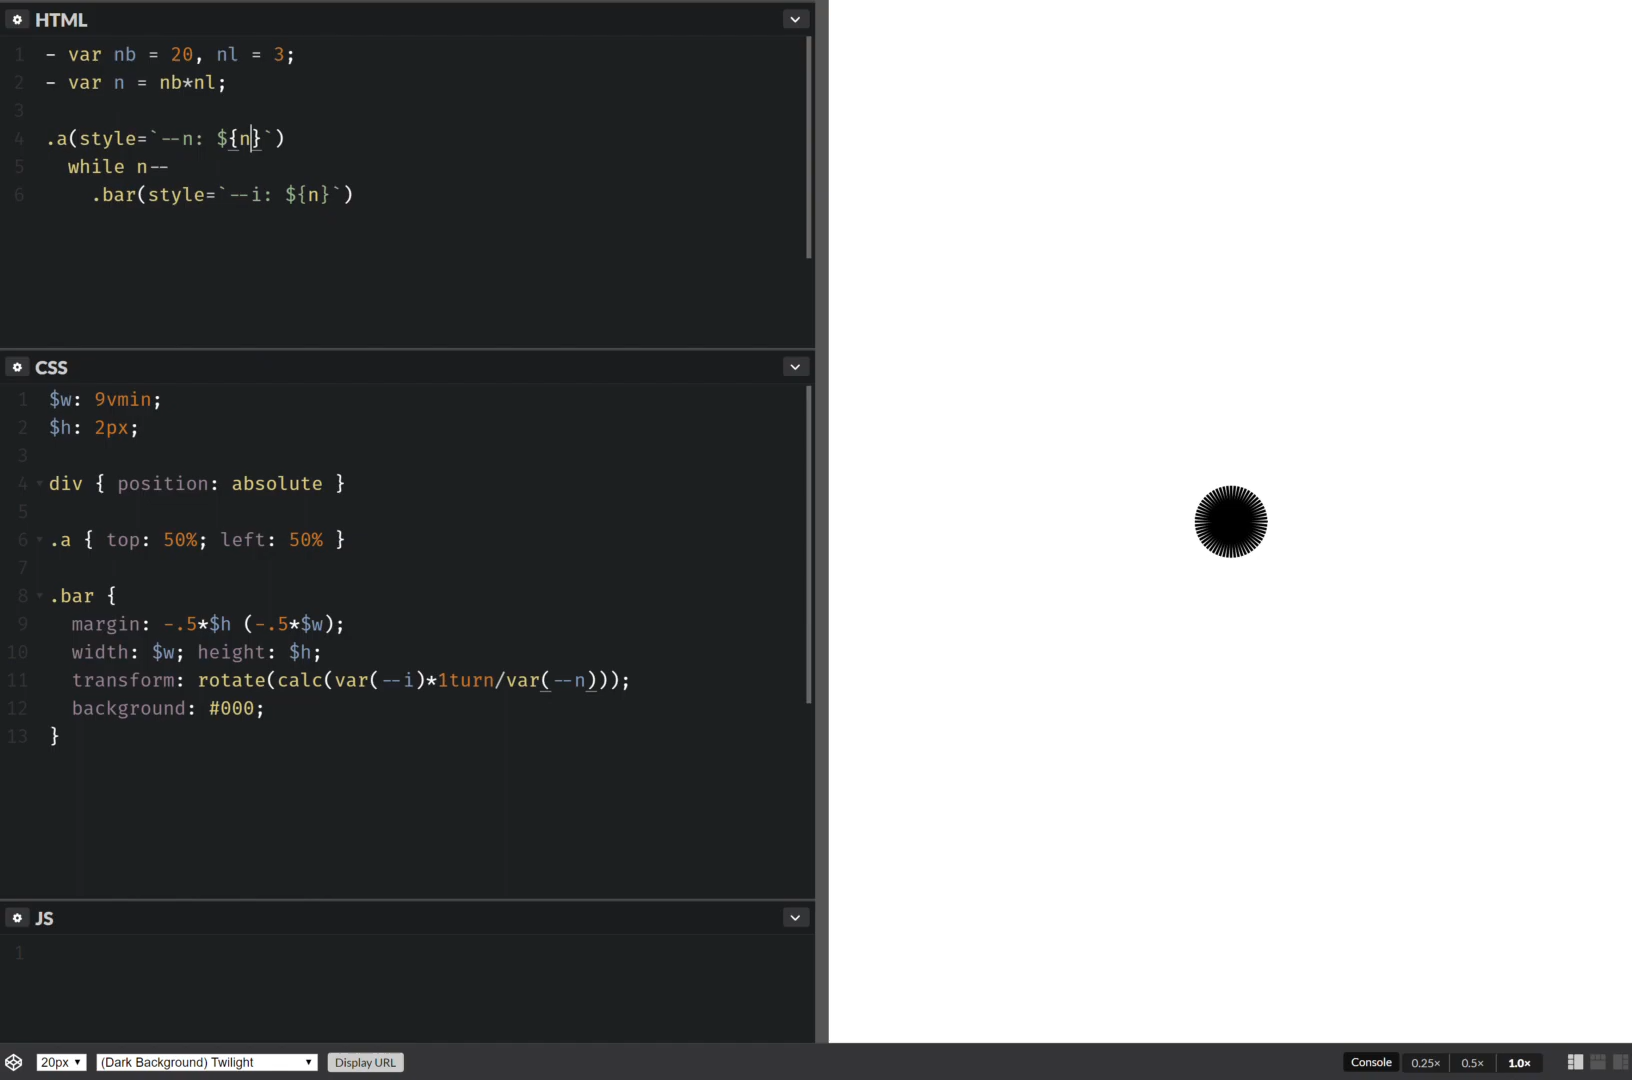 HTML
1 - var nb = 20, nl = 3;
2 - var n = nb*nl;
3
4 .a(style=`--n: ${n}`)
5 while n--
6 .bar(style=`--i: ${n}`)
CSS
1 $w: 9vmin;
2 $h: 2px;
3
4 div { position: absolute }
5
6 .a { top: 50%; left: 50% }
7
8 .bar {
9 margin: -.5*$h (-.5*$w);
10 width: $w; height: $h;
11 transform: rotate(calc(var(--i)*1turn/var(--n)));
12 background: #000;
13 }
JS
1
20px (Dark Background) Twilight Display URL Console 0.25× 0.5× 1.0×